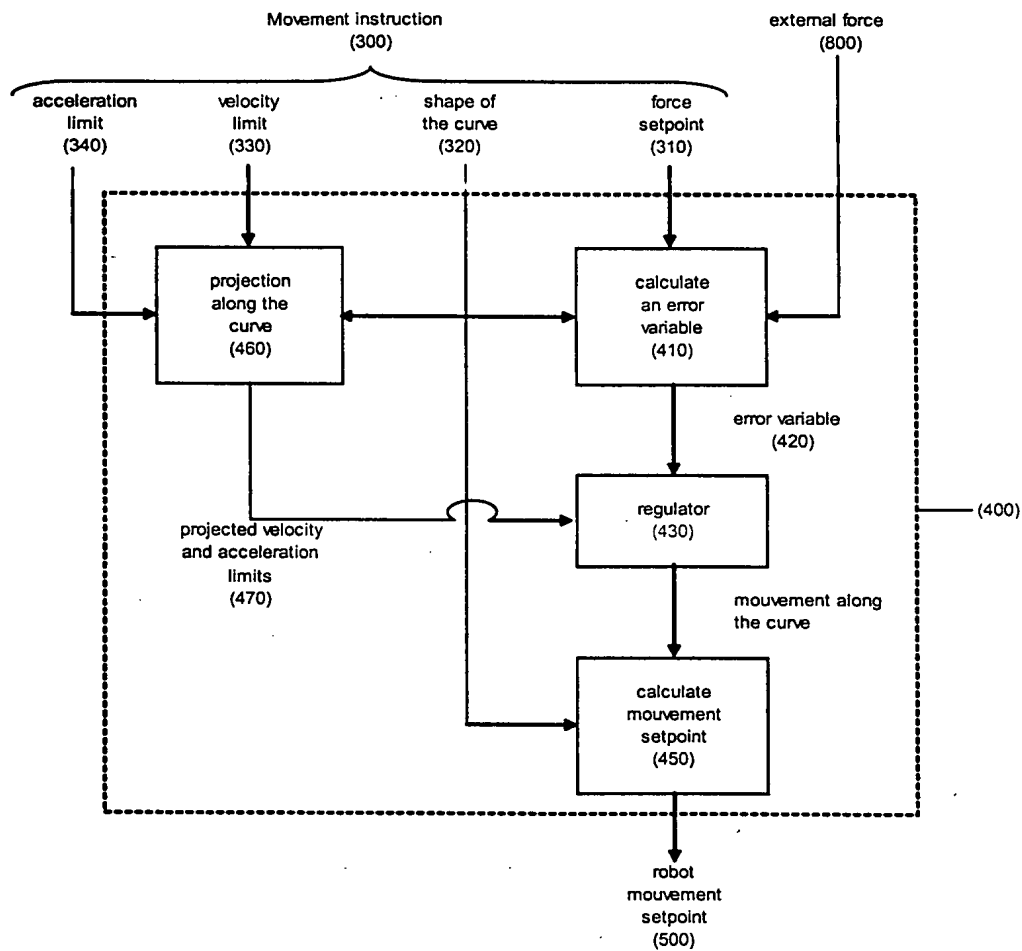 Movement instruction
(300)
external force
(800)
acceleration
limit
(340)
velocity
limit
(330)
shape of
the curve
(320)
force
setpoint
(310)
projection
along the
curve
(460)
calculate
an error
variable
(410)
error variable
(420)
regulator
(430)
(400)
projected velocity
and acceleration
limits
(470)
mouvement along
the curve
calculate
mouvement
setpoint
(450)
robot
mouvement
setpoint
(500)